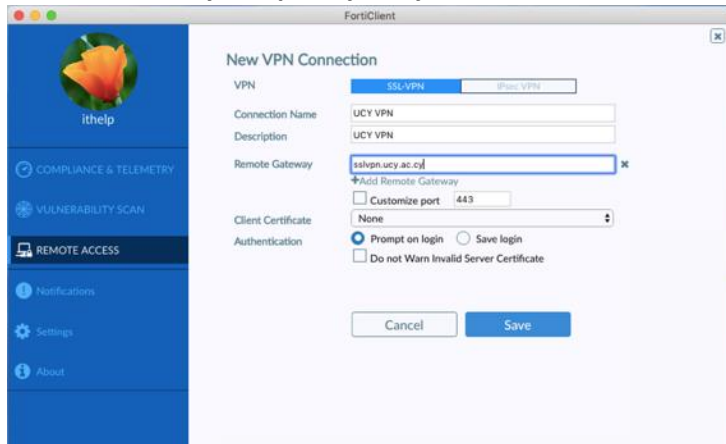 FortiClient
ithelp
COMPLIANCE & TELEMETRY
VULNERABILITY SCAN
REMOTE ACCESS
Notifications
Settings
About
New VPN Connection
VPN SSL-VPN IPsec VPN
Connection Name UCY VPN
Description UCY VPN
Remote Gateway sslvpn.ucy.ac.cy
+Add Remote Gateway
Customize port 443
Client Certificate None
Authentication Prompt on login Save login
Do not Warn Invalid Server Certificate
Cancel Save